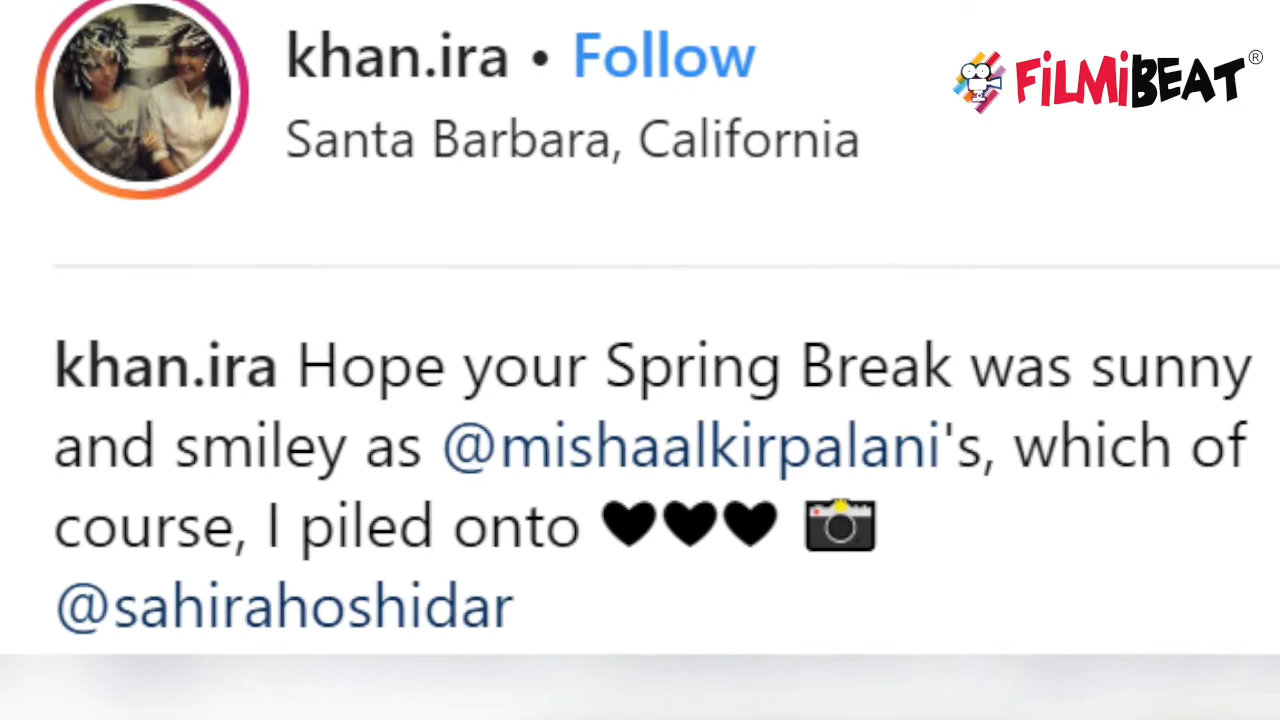 khan.ira • Follow
FiLMiBEAT®
Santa Barbara, California
khan.ira Hope your Spring Break was sunny
and smiley as @mishaalkirpalani's, which of
course, I piled onto 🖤🖤🖤 📸
@sahirahoshidar